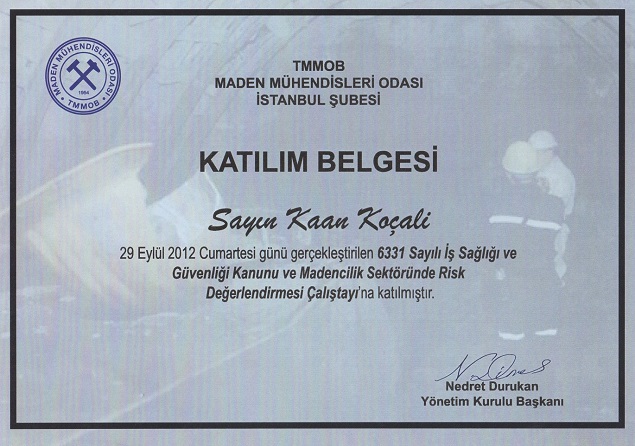 MADEN MÜHENDİSLERİ ODASI
1954
TMMOB
TMMOB
MADEN MÜHENDİSLERİ ODASI
İSTANBUL ŞUBESİ
KATILIM BELGESİ
Sayın Kaan Koçali
29 Eylül 2012 Cumartesi günü gerçekleştirilen 6331 Sayılı İş Sağlığı ve
Güvenliği Kanunu ve Madencilik Sektöründe Risk
Değerlendirmesi Çalıştayı'na katılmıştır.
Nedret Durukan
Yönetim Kurulu Başkanı